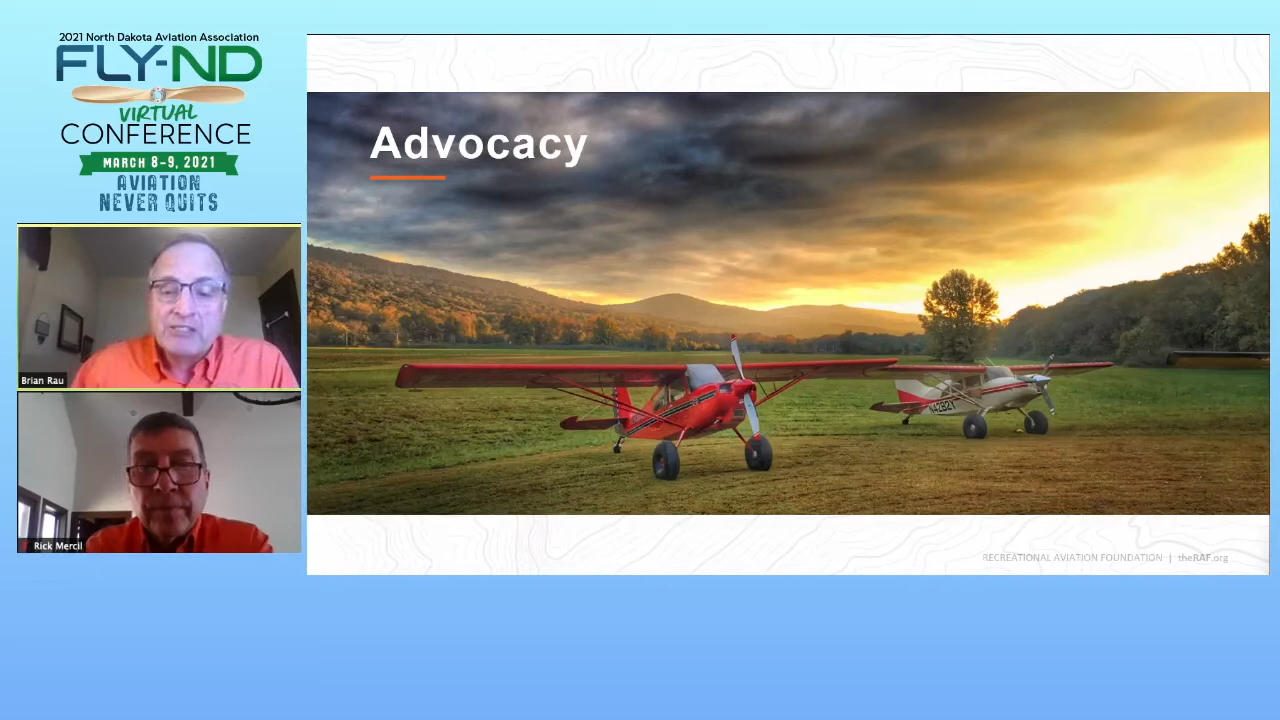 2021 North Dakota Aviation Association
FLY-ND
VIRTUAL
CONFERENCE
MARCH 8-9, 2021
AVIATION
NEVER QUITS
Brian Rau
Rick Mercil
Advocacy
N4282Y
RECREATIONAL AVIATION FOUNDATION | theRAF.org